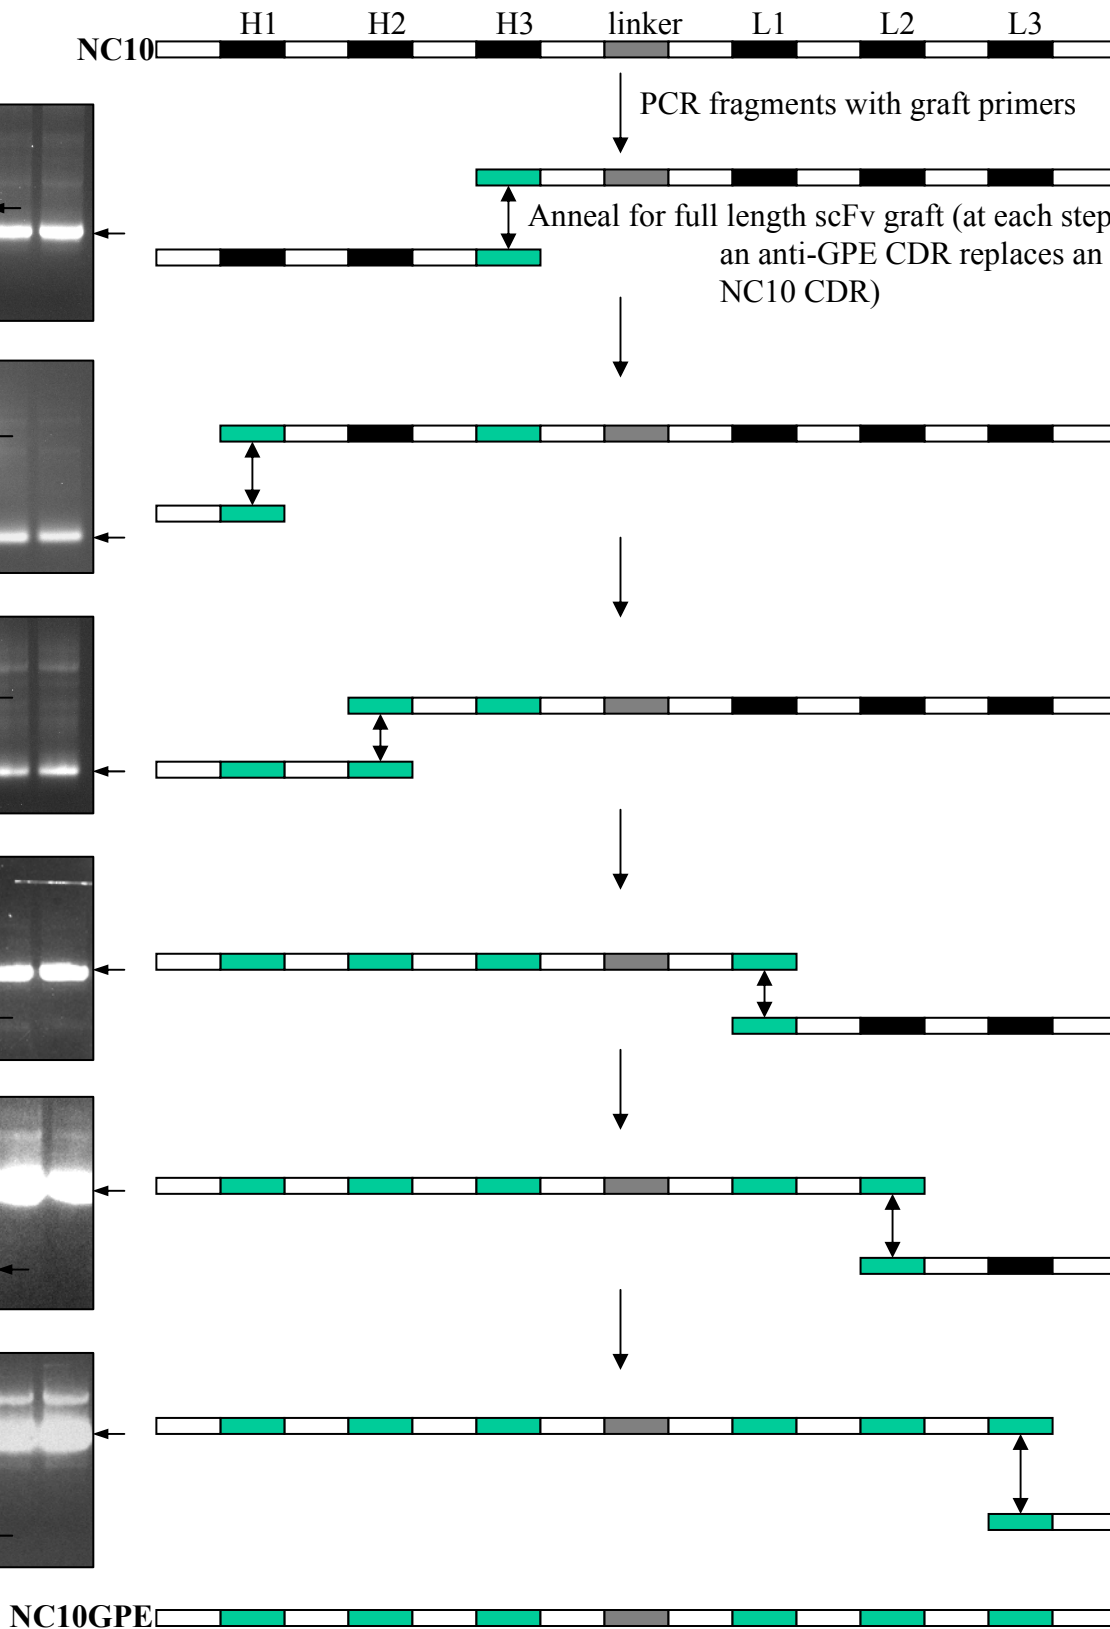 H1 H2 H3 linker L1 L2 L3
NC10
PCR fragments with graft primers
Anneal for full length scFv graft (at each step
an anti-GPE CDR replaces an
NC10 CDR)
NC10GPE